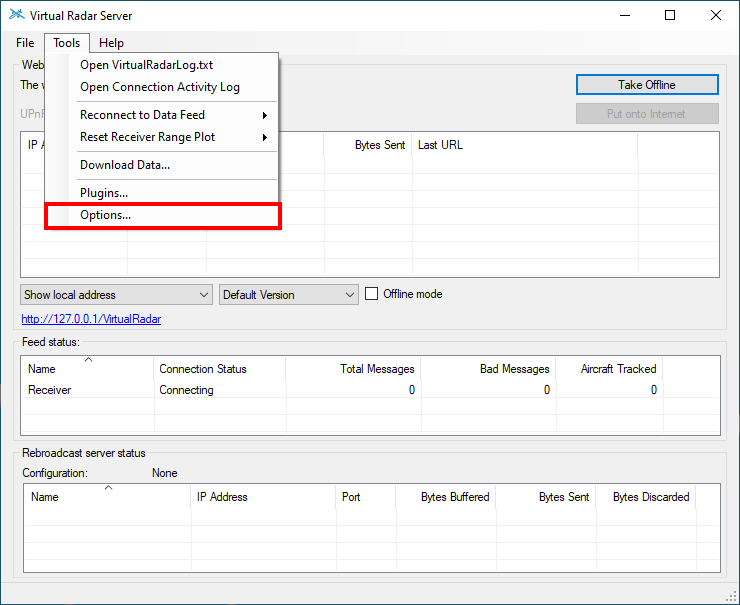 Virtual Radar Server
File Tools Help
Open VirtualRadarLog.txt
Open Connection Activity Log
Reconnect to Data Feed
Reset Receiver Range Plot
Download Data...
Plugins...
Options...
Web
The w
Take Offline
UPnP
Put onto Internet
IP A Bytes Sent Last URL
Show local address Default Version Offline mode
http://127.0.0.1/VirtualRadar
Feed status:
Name Connection Status Total Messages Bad Messages Aircraft Tracked
Receiver Connecting 0 0 0
Rebroadcast server status
Configuration: None
Name IP Address Port Bytes Buffered Bytes Sent Bytes Discarded